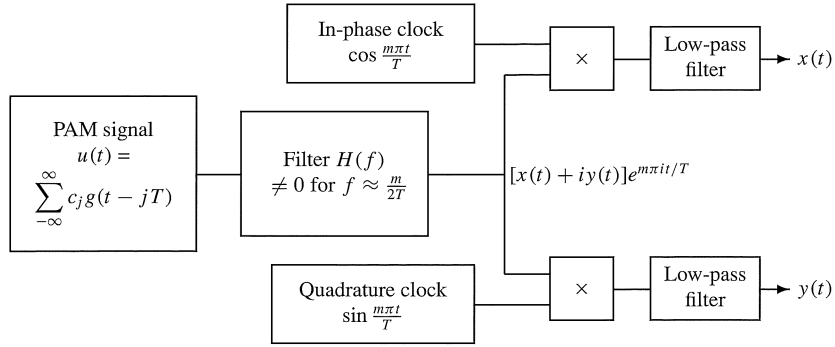 In-phase clock
cos mπt/T
×
Low-pass
filter
x(t)
PAM signal
u(t) =
∞
∑ c_j g(t − jT)
−∞
Filter H(f)
≠ 0 for f ≈ m/2T
[x(t) + iy(t)]e^{mπit/T}
Quadrature clock
sin mπt/T
×
Low-pass
filter
y(t)